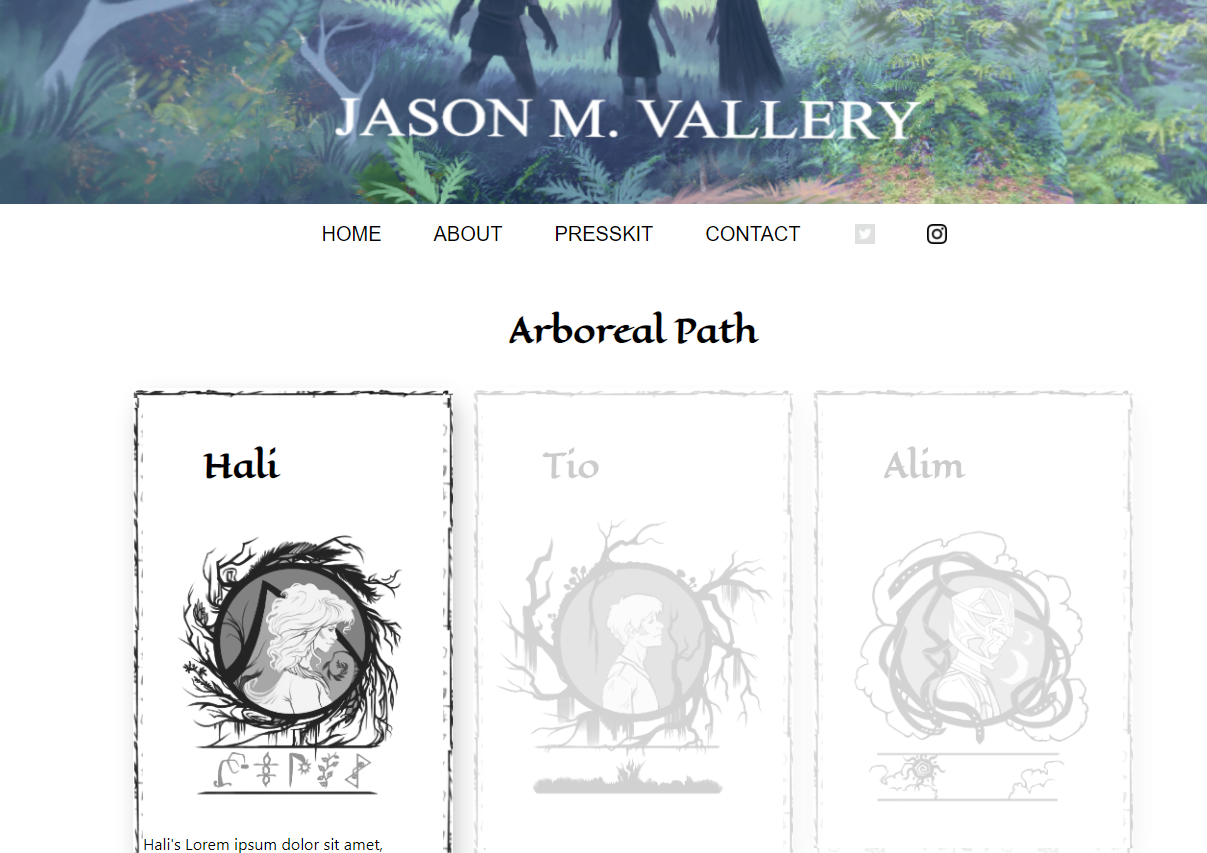 JASON M. VALLERY
HOME ABOUT PRESSKIT CONTACT
Arboreal Path
Hali Tio Alim
Hali's Lorem ipsum dolor sit amet,